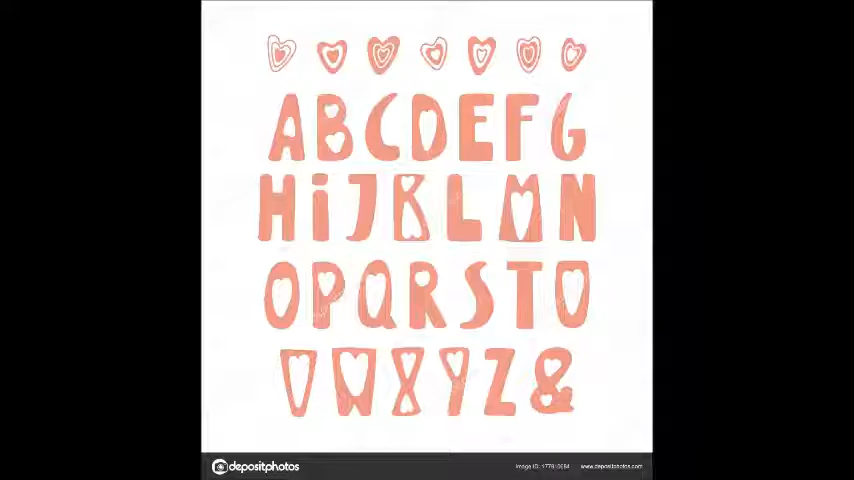 ABCDEFG
HiJKLMN
OPQRSTU
VWXYZ&
depositphotos
www.depositphotos.com